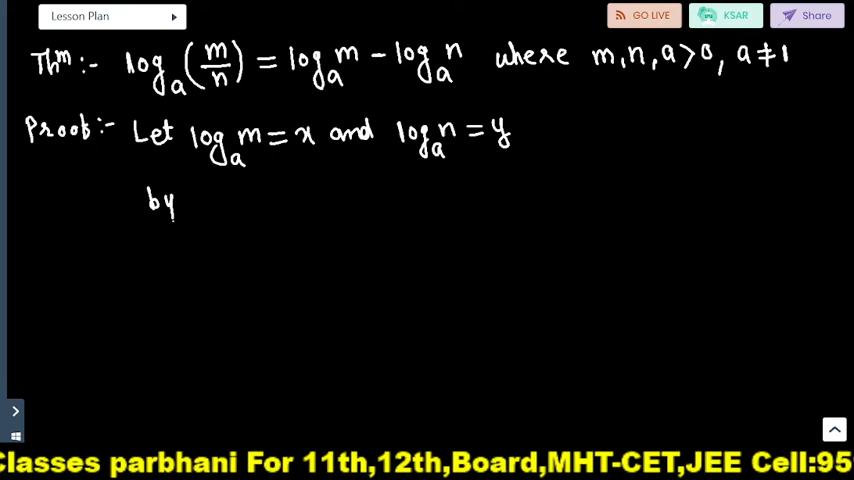 Lesson Plan
GO LIVE
KSAR
Share
Thm :- log_a (m/n) = log_a m - log_a n where m, n, a > 0, a ≠ 1
Proof :- Let log_a m = x and log_a n = y
by
Classes parbhani For 11th,12th,Board,MHT-CET,JEE Cell:95